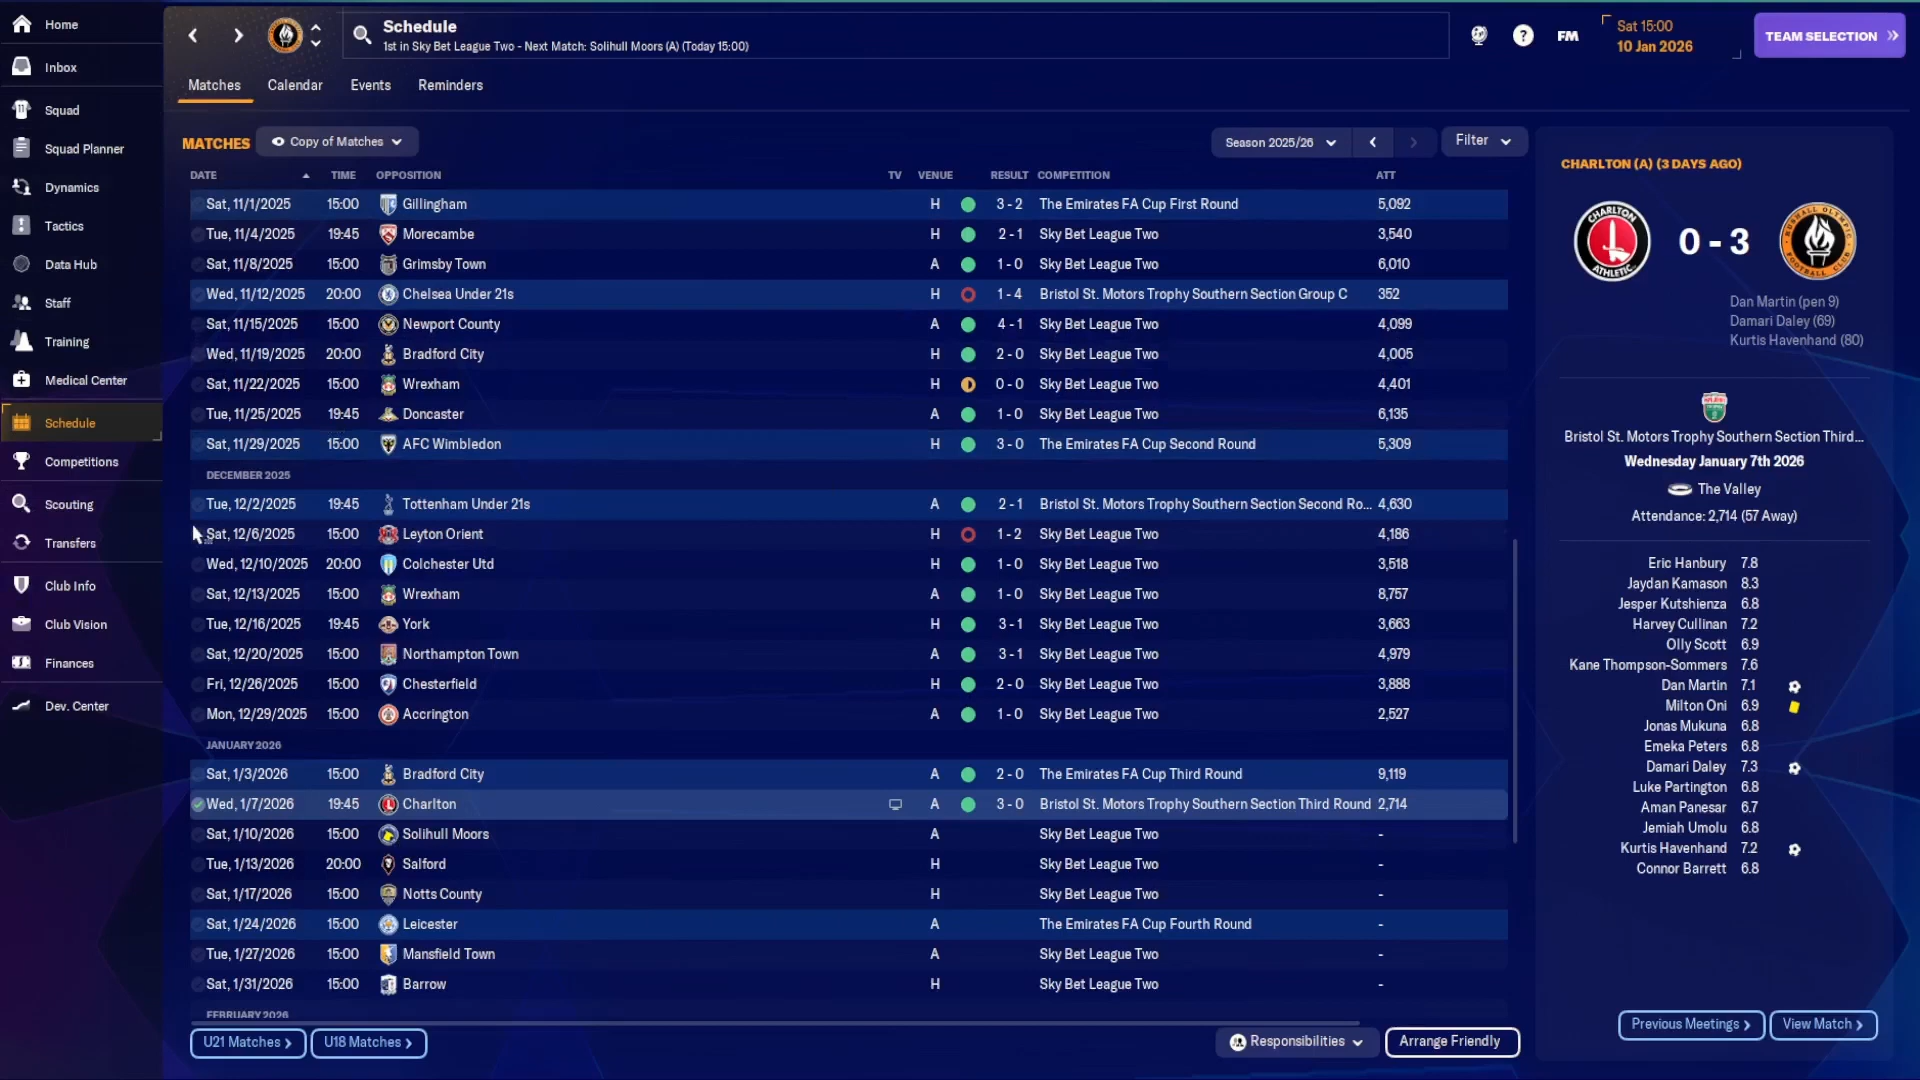 Home
Inbox
Squad
Squad Planner
Dynamics
Tactics
Data Hub
Staff
Training
Medical Center
Schedule
Competitions
Scouting
Transfers
Club Info
Club Vision
Finances
Dev. Center
Schedule
1st in Sky Bet League Two - Next Match: Solihull Moors (A) (Today 15:00)
FM
Sat 15:00
10 Jan 2026
TEAM SELECTION
Matches Calendar Events Reminders
MATCHES Copy of Matches Season 2025/26 Filter
DATE TIME OPPOSITION TV VENUE RESULT COMPETITION ATT
Sat, 11/1/2025 15:00 Gillingham H 3 - 2 The Emirates FA Cup First Round 5,092
Tue, 11/4/2025 19:45 Morecambe H 2 - 1 Sky Bet League Two 3,540
Sat, 11/8/2025 15:00 Grimsby Town A 1 - 0 Sky Bet League Two 6,010
Wed, 11/12/2025 20:00 Chelsea Under 21s H 1 - 4 Bristol St. Motors Trophy Southern Section Group C 352
Sat, 11/15/2025 15:00 Newport County A 4 - 1 Sky Bet League Two 4,099
Wed, 11/19/2025 20:00 Bradford City H 2 - 0 Sky Bet League Two 4,005
Sat, 11/22/2025 15:00 Wrexham H 0 - 0 Sky Bet League Two 4,401
Tue, 11/25/2025 19:45 Doncaster A 1 - 0 Sky Bet League Two 6,135
Sat, 11/29/2025 15:00 AFC Wimbledon H 3 - 0 The Emirates FA Cup Second Round 5,309
DECEMBER 2025
Tue, 12/2/2025 19:45 Tottenham Under 21s A 2 - 1 Bristol St. Motors Trophy Southern Section Second Ro... 4,630
Sat, 12/6/2025 15:00 Leyton Orient H 1 - 2 Sky Bet League Two 4,186
Wed, 12/10/2025 20:00 Colchester Utd H 1 - 0 Sky Bet League Two 3,518
Sat, 12/13/2025 15:00 Wrexham A 1 - 0 Sky Bet League Two 8,757
Tue, 12/16/2025 19:45 York H 3 - 1 Sky Bet League Two 3,663
Sat, 12/20/2025 15:00 Northampton Town A 3 - 1 Sky Bet League Two 4,979
Fri, 12/26/2025 15:00 Chesterfield H 2 - 0 Sky Bet League Two 3,888
Mon, 12/29/2025 15:00 Accrington A 1 - 0 Sky Bet League Two 2,527
JANUARY 2026
Sat, 1/3/2026 15:00 Bradford City A 2 - 0 The Emirates FA Cup Third Round 9,119
Wed, 1/7/2026 19:45 Charlton A 3 - 0 Bristol St. Motors Trophy Southern Section Third Round 2,714
Sat, 1/10/2026 15:00 Solihull Moors A Sky Bet League Two -
Tue, 1/13/2026 20:00 Salford H Sky Bet League Two -
Sat, 1/17/2026 15:00 Notts County H Sky Bet League Two -
Sat, 1/24/2026 15:00 Leicester A The Emirates FA Cup Fourth Round -
Tue, 1/27/2026 15:00 Mansfield Town A Sky Bet League Two -
Sat, 1/31/2026 15:00 Barrow H Sky Bet League Two -
FEBRUARY 2026
U21 Matches U18 Matches Responsibilities Arrange Friendly
CHARLTON (A) (3 DAYS AGO)
CHARLTON ATHLETIC 0 - 3 RUSHALL OLYMPIC FOOTBALL CLUB
Dan Martin (pen 9)
Damari Daley (69)
Kurtis Havenhand (80)
Bristol St. Motors Trophy Southern Section Third...
Wednesday January 7th 2026
The Valley
Attendance: 2,714 (57 Away)
Eric Hanbury 7.8
Jaydan Kamason 8.3
Jesper Kutshienza 6.8
Harvey Cullinan 7.2
Olly Scott 6.9
Kane Thompson-Sommers 7.6
Dan Martin 7.1
Milton Oni 6.9
Jonas Mukuna 6.8
Emeka Peters 6.8
Damari Daley 7.3
Luke Partington 6.8
Aman Panesar 6.7
Jemiah Umolu 6.8
Kurtis Havenhand 7.2
Connor Barrett 6.8
Previous Meetings View Match